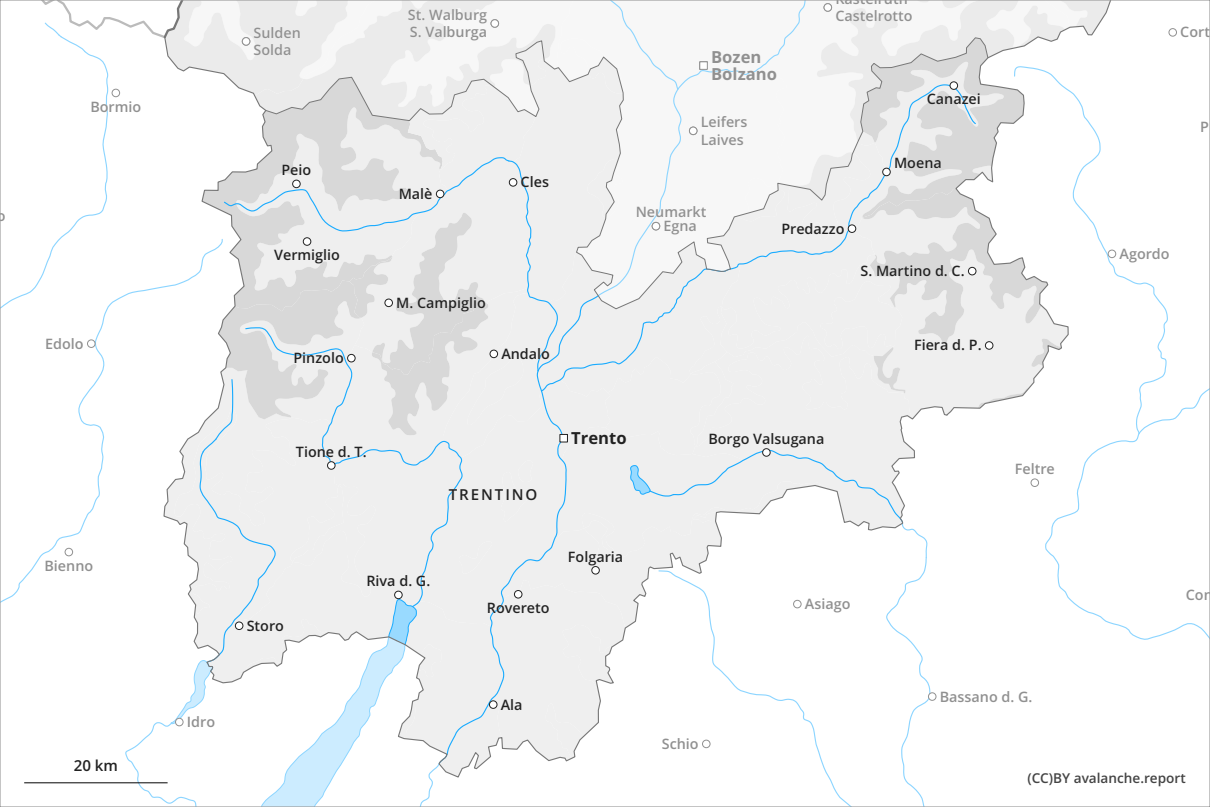 Kastelruth
Castelrotto
St. Walburg
S. Valburga
Sulden
Solda
Cort
Bozen
Bolzano
Bormio
Canazei
Leifers
Laives
P
Moena
Peio
Malè
Cles
Neumarkt
Egna
Predazzo
Vermiglio
Agordo
S. Martino d. C.
M. Campiglio
Edolo
Pinzolo
Andalo
Fiera d. P.
Trento
Borgo Valsugana
Tione d. T.
Feltre
TRENTINO
Bienno
Folgaria
Riva d. G.
Cor
Rovereto
Asiago
Storo
Bassano d. G.
Ala
Idro
Schio
20 km
(CC)BY avalanche.report